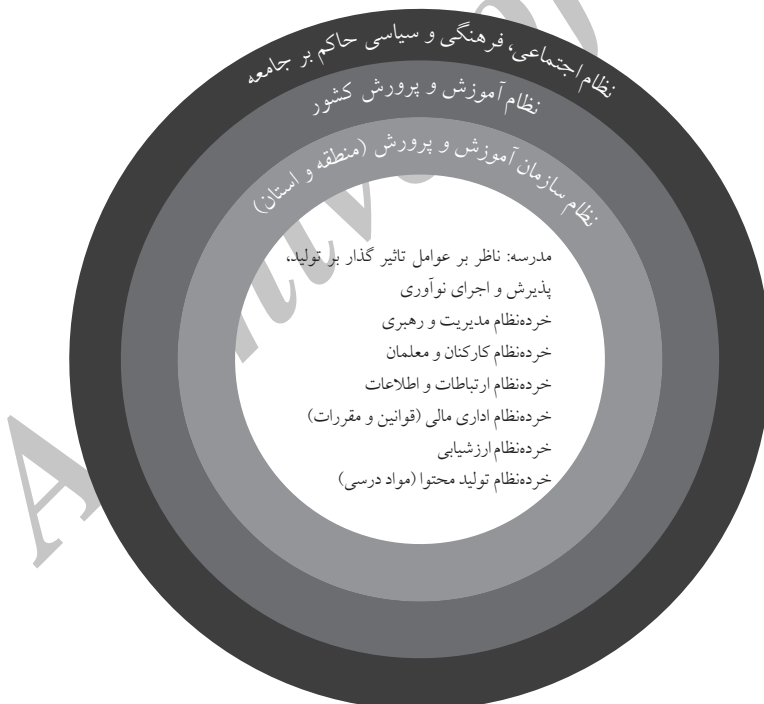 نظام اجتماعی، فرهنگی و سیاسی حاکم بر جامعه
نظام آموزش و پرورش کشور
نظام سازمان آموزش و پرورش (منطقه و استان)
مدرسه: ناظر بر عوامل تاثیر گذار بر تولید،
پذیرش و اجرای نوآوری
خرده‌نظام مدیریت و رهبری
خرده‌نظام کارکنان و معلمان
خرده‌نظام ارتباطات و اطلاعات
خرده‌نظام اداری مالی (قوانین و مقررات)
خرده‌نظام ارزشیابی
خرده‌نظام تولید محتوا (مواد درسی)